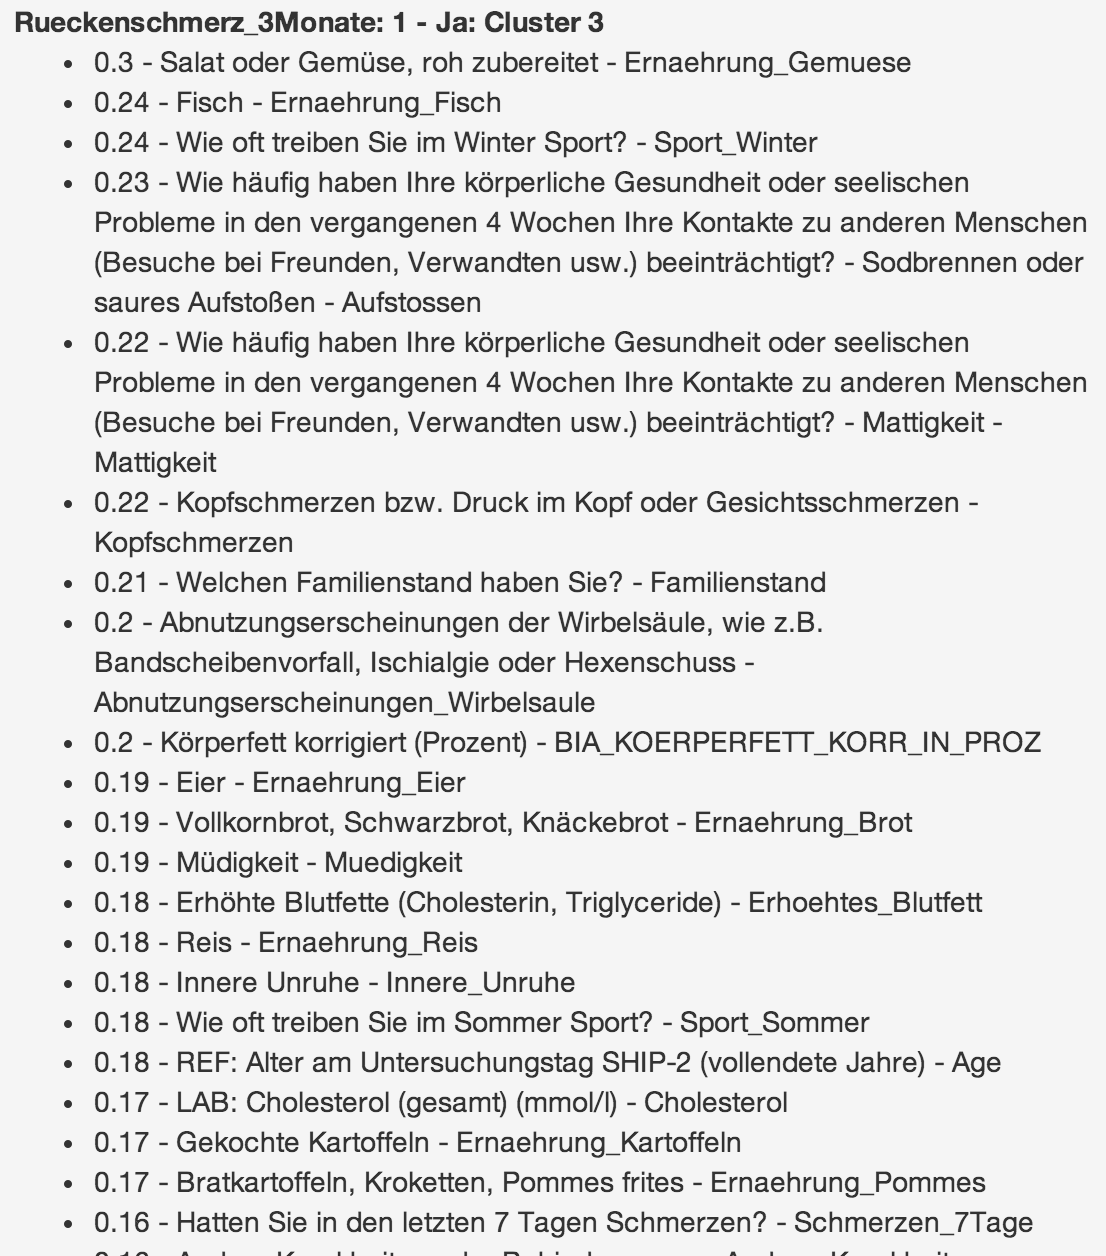 Rueckenschmerz_3Monate: 1 - Ja: Cluster 3
• 0.3 - Salat oder Gemüse, roh zubereitet - Ernaehrung_Gemuese
• 0.24 - Fisch - Ernaehrung_Fisch
• 0.24 - Wie oft treiben Sie im Winter Sport? - Sport_Winter
• 0.23 - Wie häufig haben Ihre körperliche Gesundheit oder seelischen
Probleme in den vergangenen 4 Wochen Ihre Kontakte zu anderen Menschen
(Besuche bei Freunden, Verwandten usw.) beeinträchtigt? - Sodbrennen oder
saures Aufstoßen - Aufstossen
• 0.22 - Wie häufig haben Ihre körperliche Gesundheit oder seelischen
Probleme in den vergangenen 4 Wochen Ihre Kontakte zu anderen Menschen
(Besuche bei Freunden, Verwandten usw.) beeinträchtigt? - Mattigkeit -
Mattigkeit
• 0.22 - Kopfschmerzen bzw. Druck im Kopf oder Gesichtsschmerzen -
Kopfschmerzen
• 0.21 - Welchen Familienstand haben Sie? - Familienstand
• 0.2 - Abnutzungserscheinungen der Wirbelsäule, wie z.B.
Bandscheibenvorfall, Ischialgie oder Hexenschuss -
Abnutzungserscheinungen_Wirbelsaule
• 0.2 - Körperfett korrigiert (Prozent) - BIA_KOERPERFETT_KORR_IN_PROZ
• 0.19 - Eier - Ernaehrung_Eier
• 0.19 - Vollkornbrot, Schwarzbrot, Knäckebrot - Ernaehrung_Brot
• 0.19 - Müdigkeit - Muedigkeit
• 0.18 - Erhöhte Blutfette (Cholesterin, Triglyceride) - Erhoehtes_Blutfett
• 0.18 - Reis - Ernaehrung_Reis
• 0.18 - Innere Unruhe - Innere_Unruhe
• 0.18 - Wie oft treiben Sie im Sommer Sport? - Sport_Sommer
• 0.18 - REF: Alter am Untersuchungstag SHIP-2 (vollendete Jahre) - Age
• 0.17 - LAB: Cholesterol (gesamt) (mmol/l) - Cholesterol
• 0.17 - Gekochte Kartoffeln - Ernaehrung_Kartoffeln
• 0.17 - Bratkartoffeln, Kroketten, Pommes frites - Ernaehrung_Pommes
• 0.16 - Hatten Sie in den letzten 7 Tagen Schmerzen? - Schmerzen_7Tage